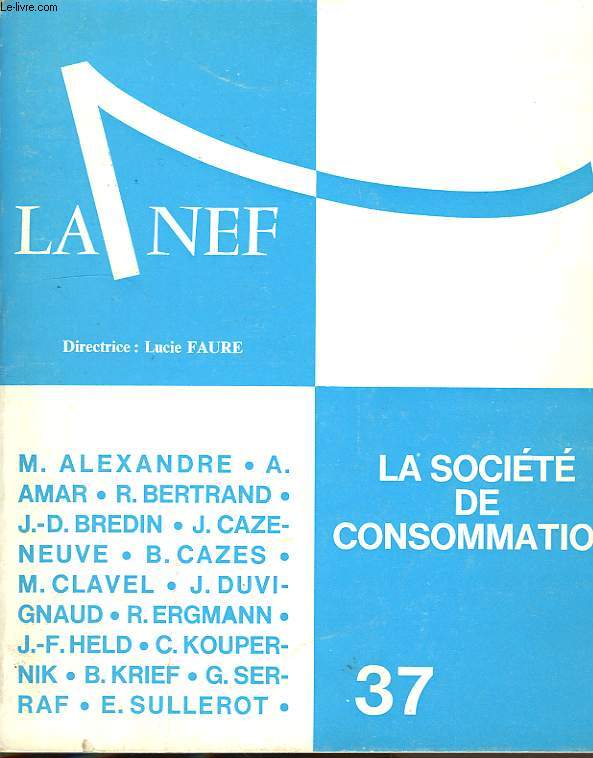 Le-livre.com
LA NEF
Directrice : Lucie FAURE
M. ALEXANDRE • A.
AMAR • R. BERTRAND •
J.-D. BREDIN • J. CAZE-
NEUVE • B. CAZES •
M. CLAVEL • J. DUVI-
GNAUD • R. ERGMANN •
J.-F. HELD • C. KOUPER-
NIK • B. KRIEF • G. SER-
RAF • E. SULLEROT •
LA SOCIÉTÉ
DE
CONSOMMATIO
37